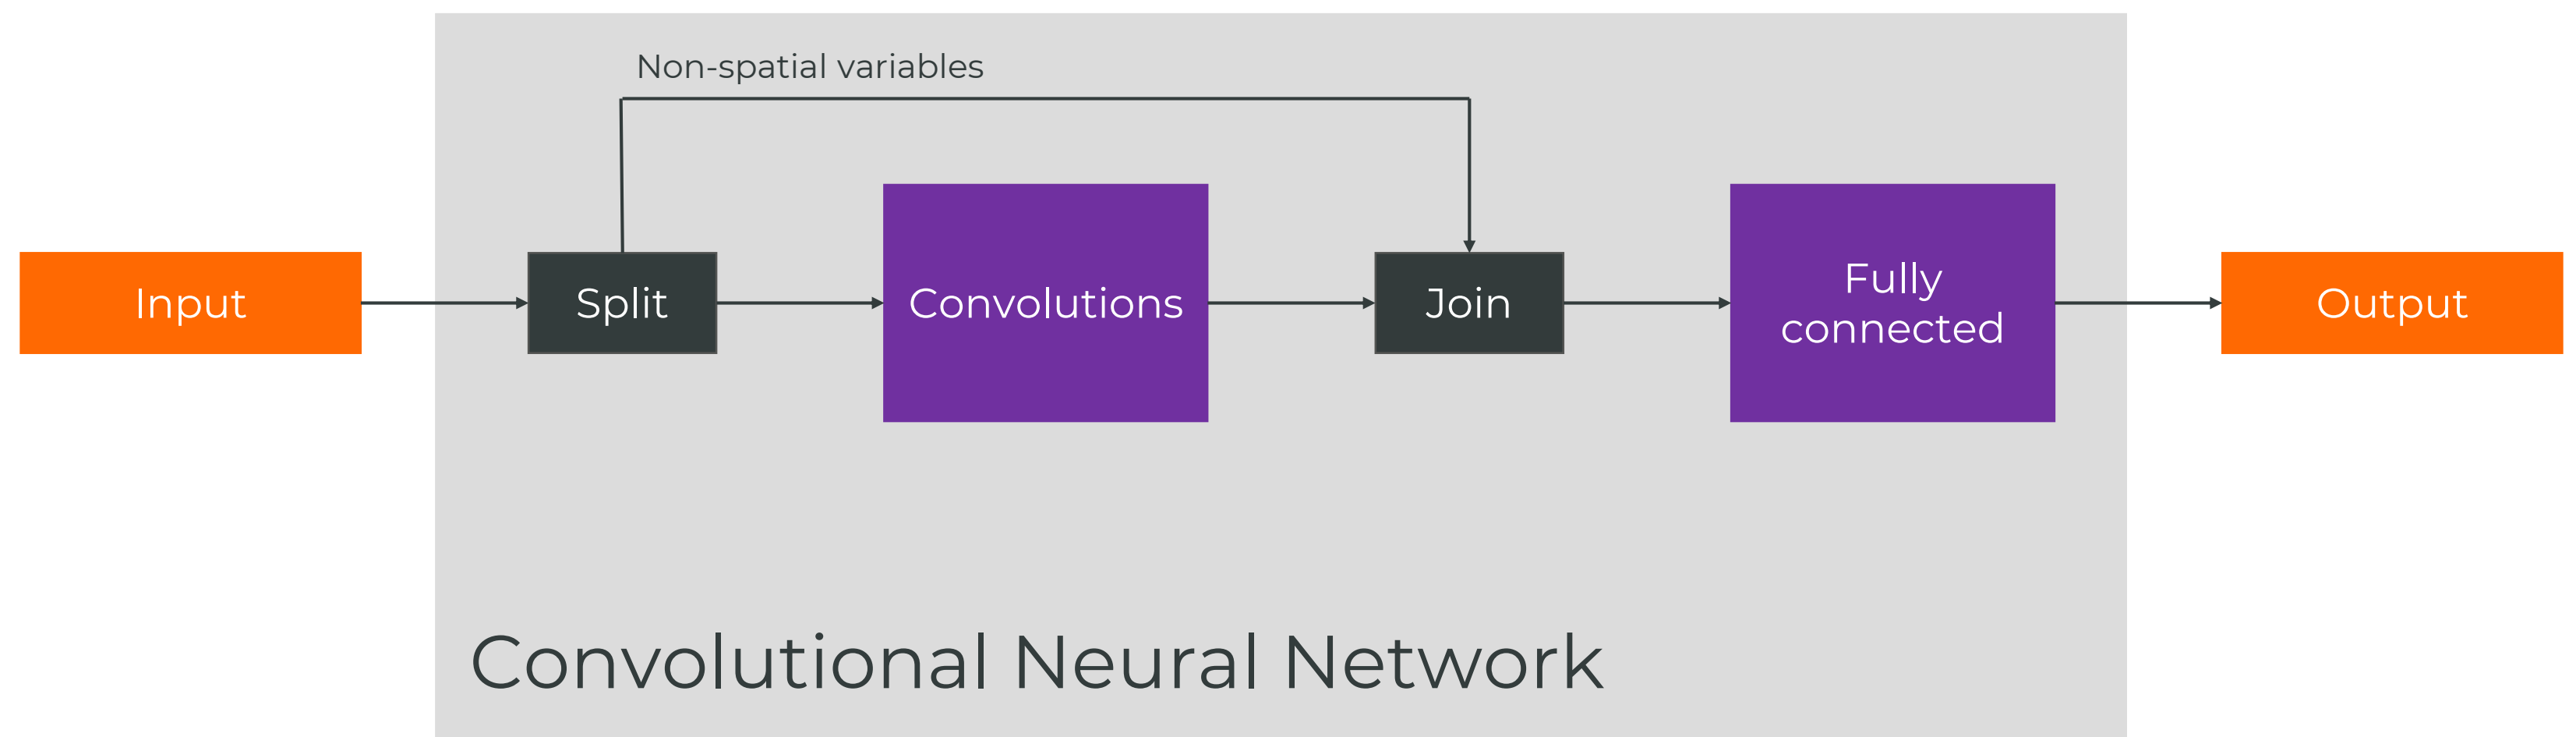 Non-spatial variables
Input
Split
Convolutions
Join
Fully
connected
Output
Convolutional Neural Network